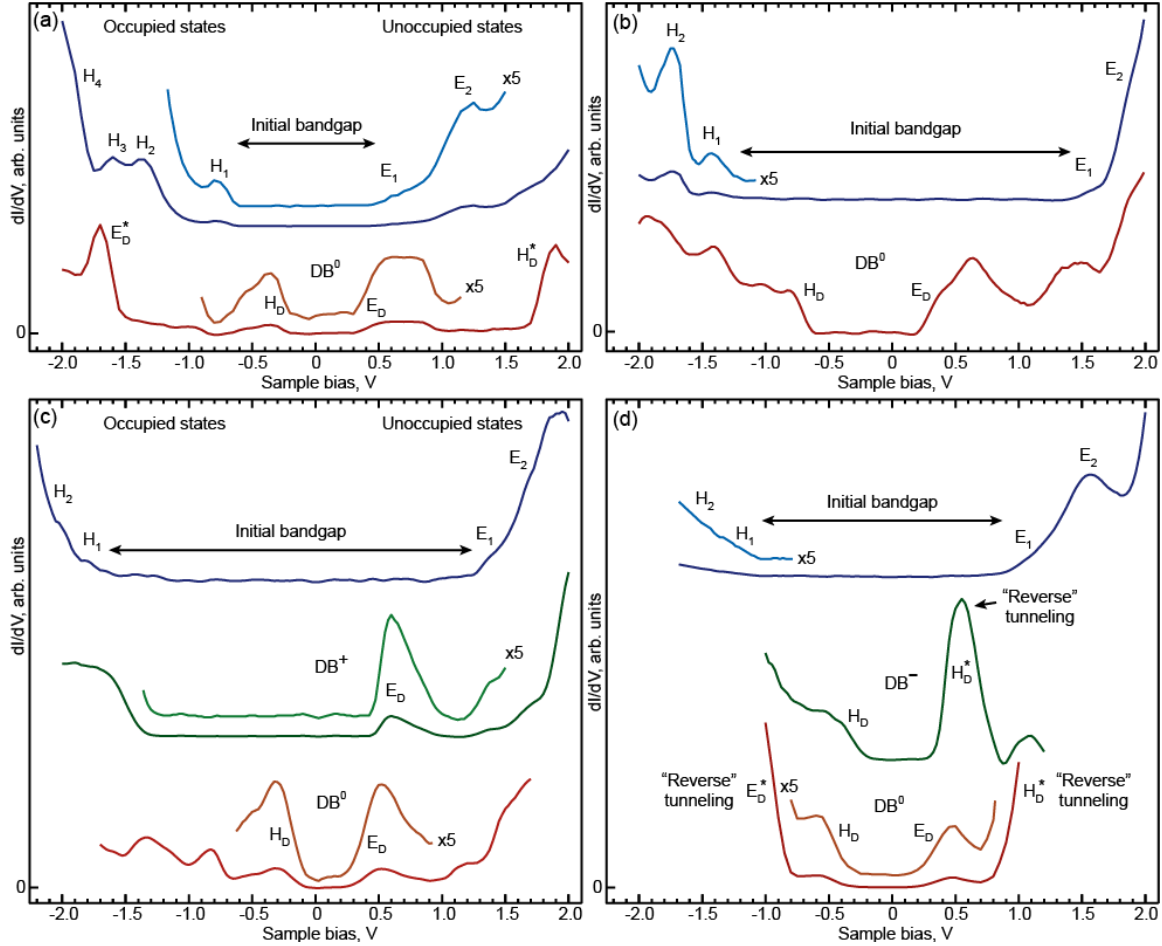 (a)
Occupied states
Unoccupied states
H4
H3
H2
H1
Initial bandgap
E1
E2
x5
ED*
DB0
HD
ED
x5
HD*
dI/dV, arb. units
0
-2.0 -1.5 -1.0 -0.5 0 0.5 1.0 1.5 2.0
Sample bias, V
(b)
H2
H1
x5
Initial bandgap
E1
E2
DB0
HD
ED
dI/dV, arb. units
0
-2.0 -1.5 -1.0 -0.5 0 0.5 1.0 1.5 2.0
Sample bias, V
(c)
Occupied states
Unoccupied states
H2
H1
Initial bandgap
E1
E2
DB+
ED
x5
DB0
HD
ED
x5
dI/dV, arb. units
0
-2.0 -1.5 -1.0 -0.5 0 0.5 1.0 1.5 2.0
Sample bias, V
(d)
H2
H1
x5
Initial bandgap
E1
E2
"Reverse"
tunneling
DB−
HD
HD*
"Reverse"
tunneling
ED*
x5
DB0
HD
ED
HD*
"Reverse"
tunneling
dI/dV, arb. units
0
-2.0 -1.5 -1.0 -0.5 0 0.5 1.0 1.5 2.0
Sample bias, V